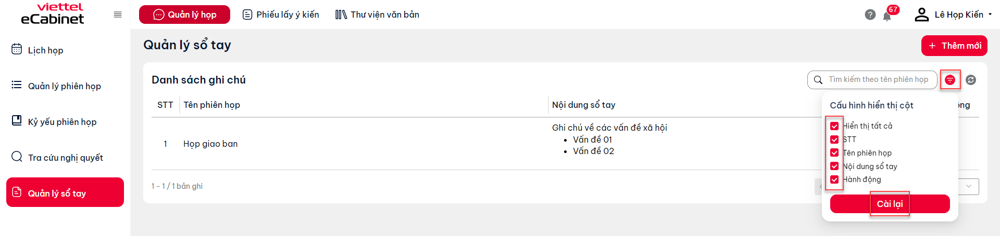 viettel
eCabinet
Quản lý họp
Phiếu lấy ý kiến
Thư viện văn bản
?
67
Lê Họp Kiến
Lịch họp
Quản lý phiên họp
Kỷ yếu phiên họp
Tra cứu nghị quyết
Quản lý sổ tay
Quản lý sổ tay
+ Thêm mới
Danh sách ghi chú
Tìm kiếm theo tên phiên họp
STT
Tên phiên họp
Nội dung sổ tay
ộng
1
Họp giao ban
Ghi chú về các vấn đề xã hội
• Vấn đề 01
• Vấn đề 02
1 - 1 / 1 bản ghi
Cấu hình hiển thị cột
Hiển thị tất cả
STT
Tên phiên họp
Nội dung sổ tay
Hành động
Cài lại